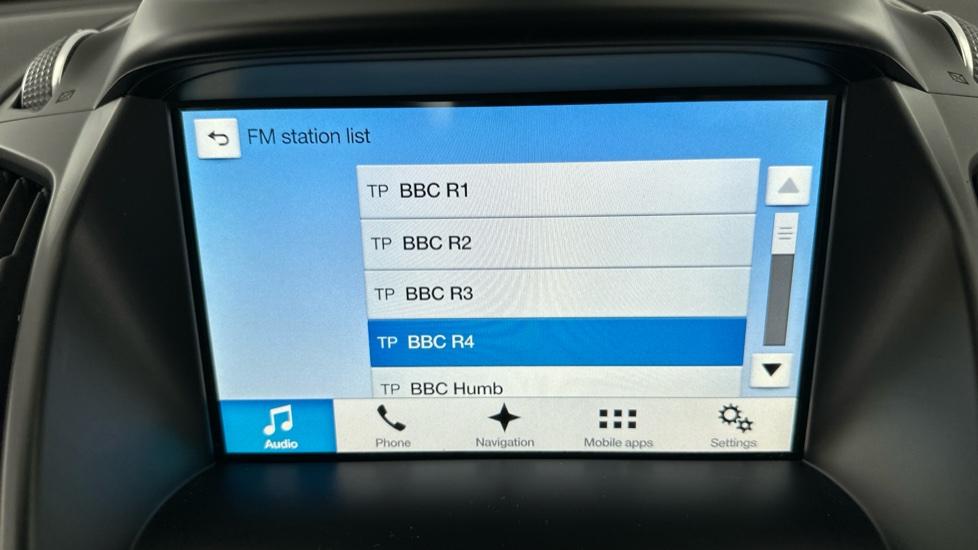 FM station list
TP BBC R1
TP BBC R2
TP BBC R3
TP BBC R4
TP BBC Humb
Audio
Phone
Navigation
Mobile apps
Settings